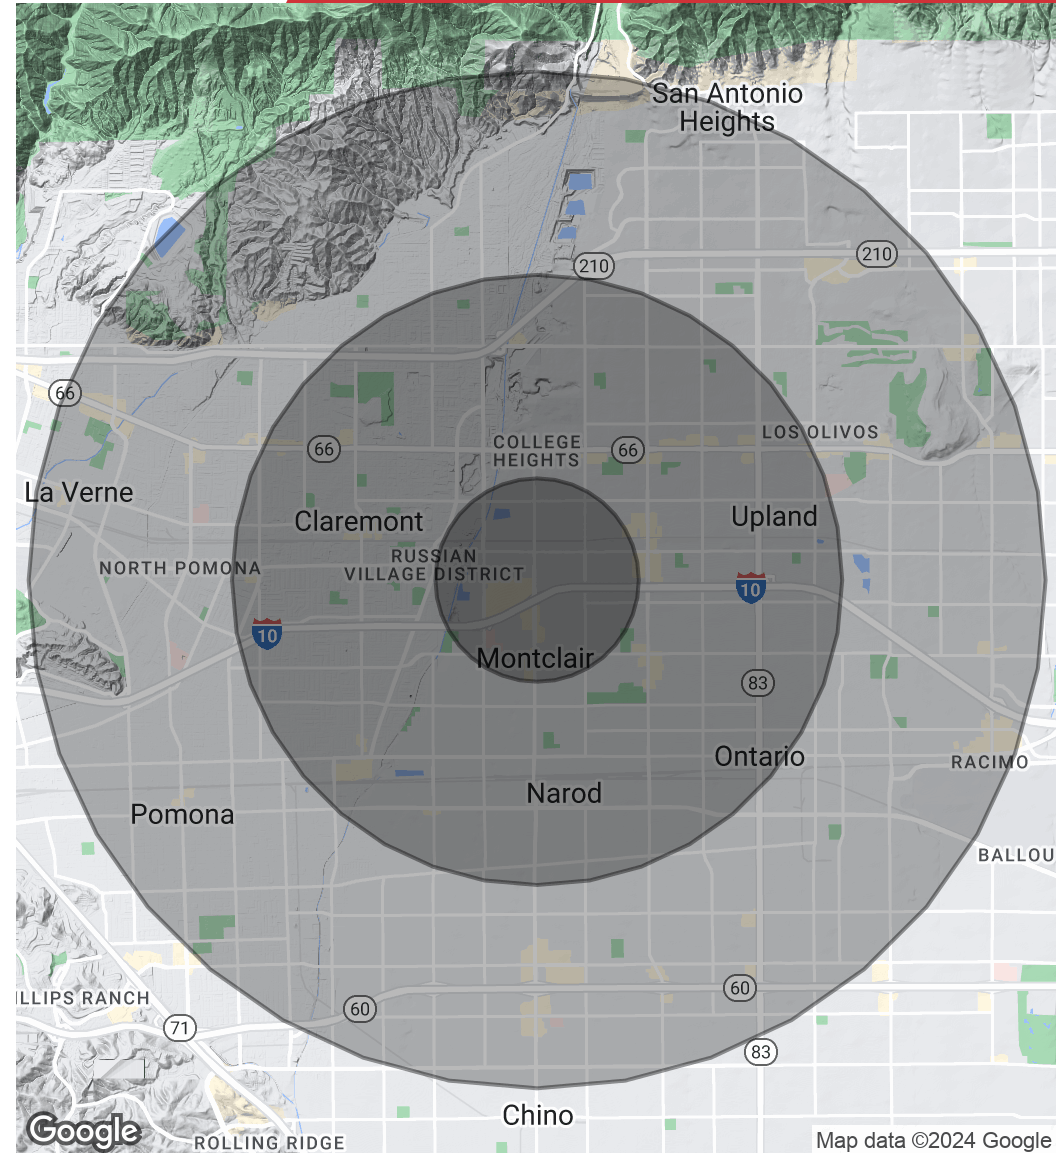 San Antonio
Heights
210
210
66
66
COLLEGE
HEIGHTS
66
LOS OLIVOS
La Verne
Claremont
Upland
NORTH POMONA
RUSSIAN
VILLAGE DISTRICT
10
10
Montclair
83
Ontario
RACIMO
Narod
Pomona
BALLOU
60
ILLIPS RANCH
60
71
83
Chino
Google
ROLLING RIDGE
Map data ©2024 Google